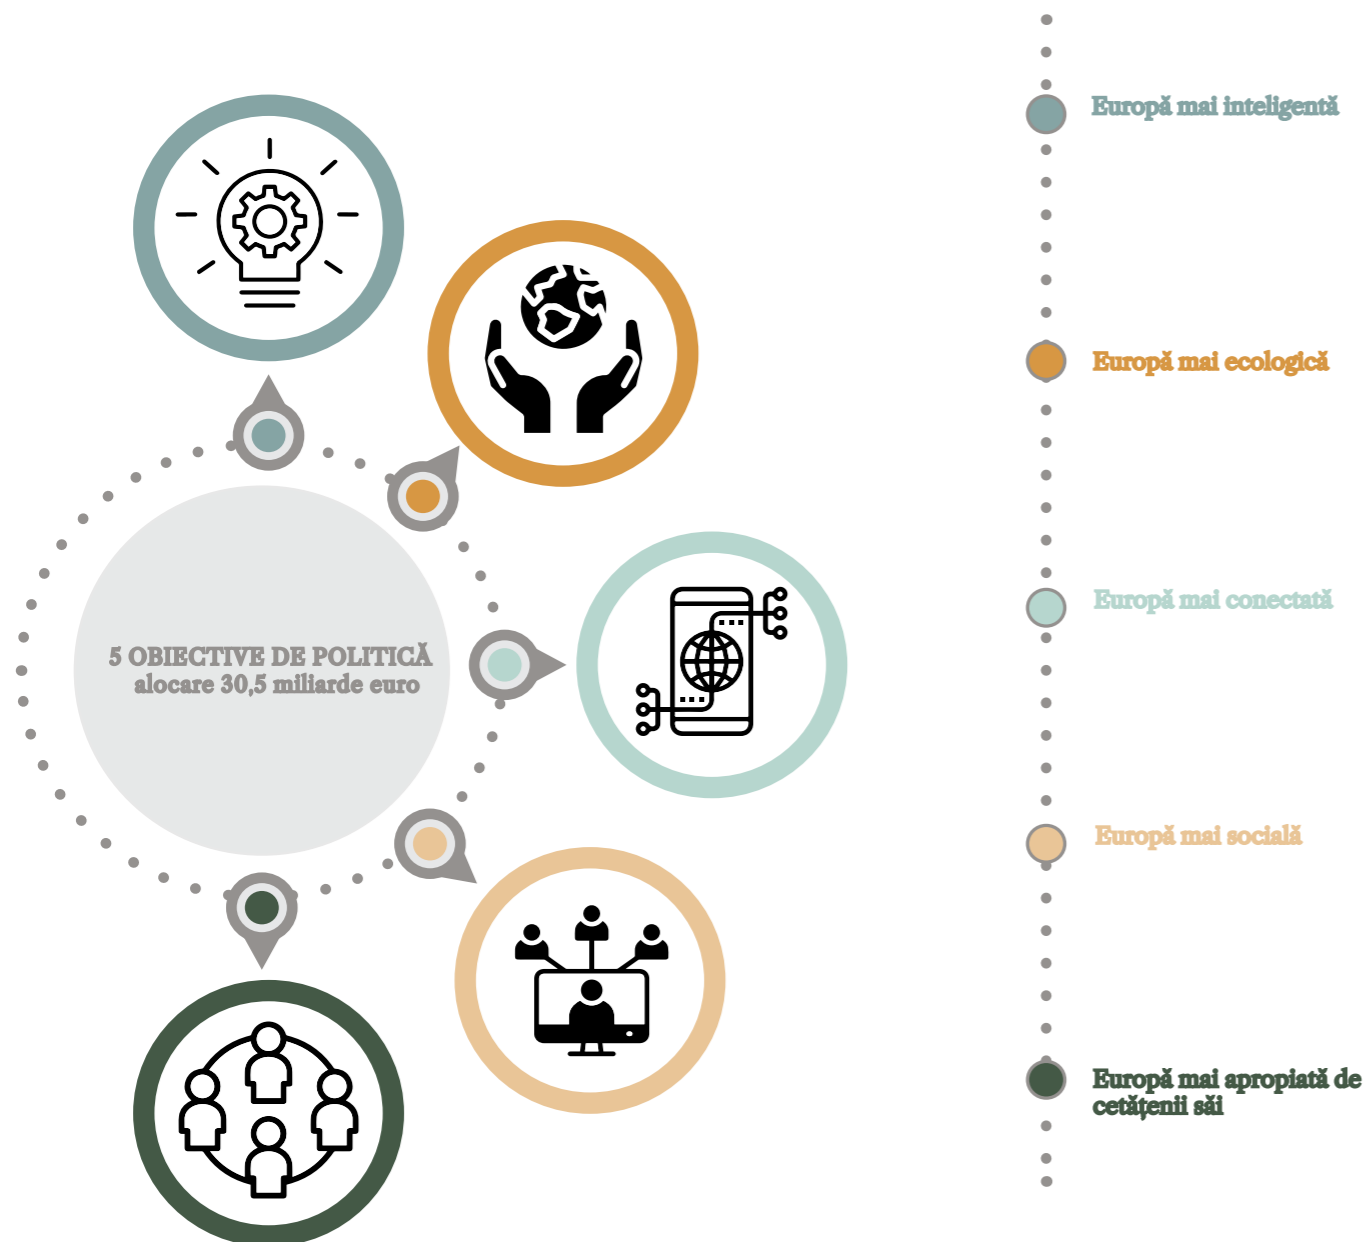 Europă mai inteligentă
Europă mai ecologică
Europă mai conectată
5 OBIECTIVE DE POLITICĂ
alocare 30,5 miliarde euro
Europă mai socială
Europă mai apropiată de
cetățenii săi